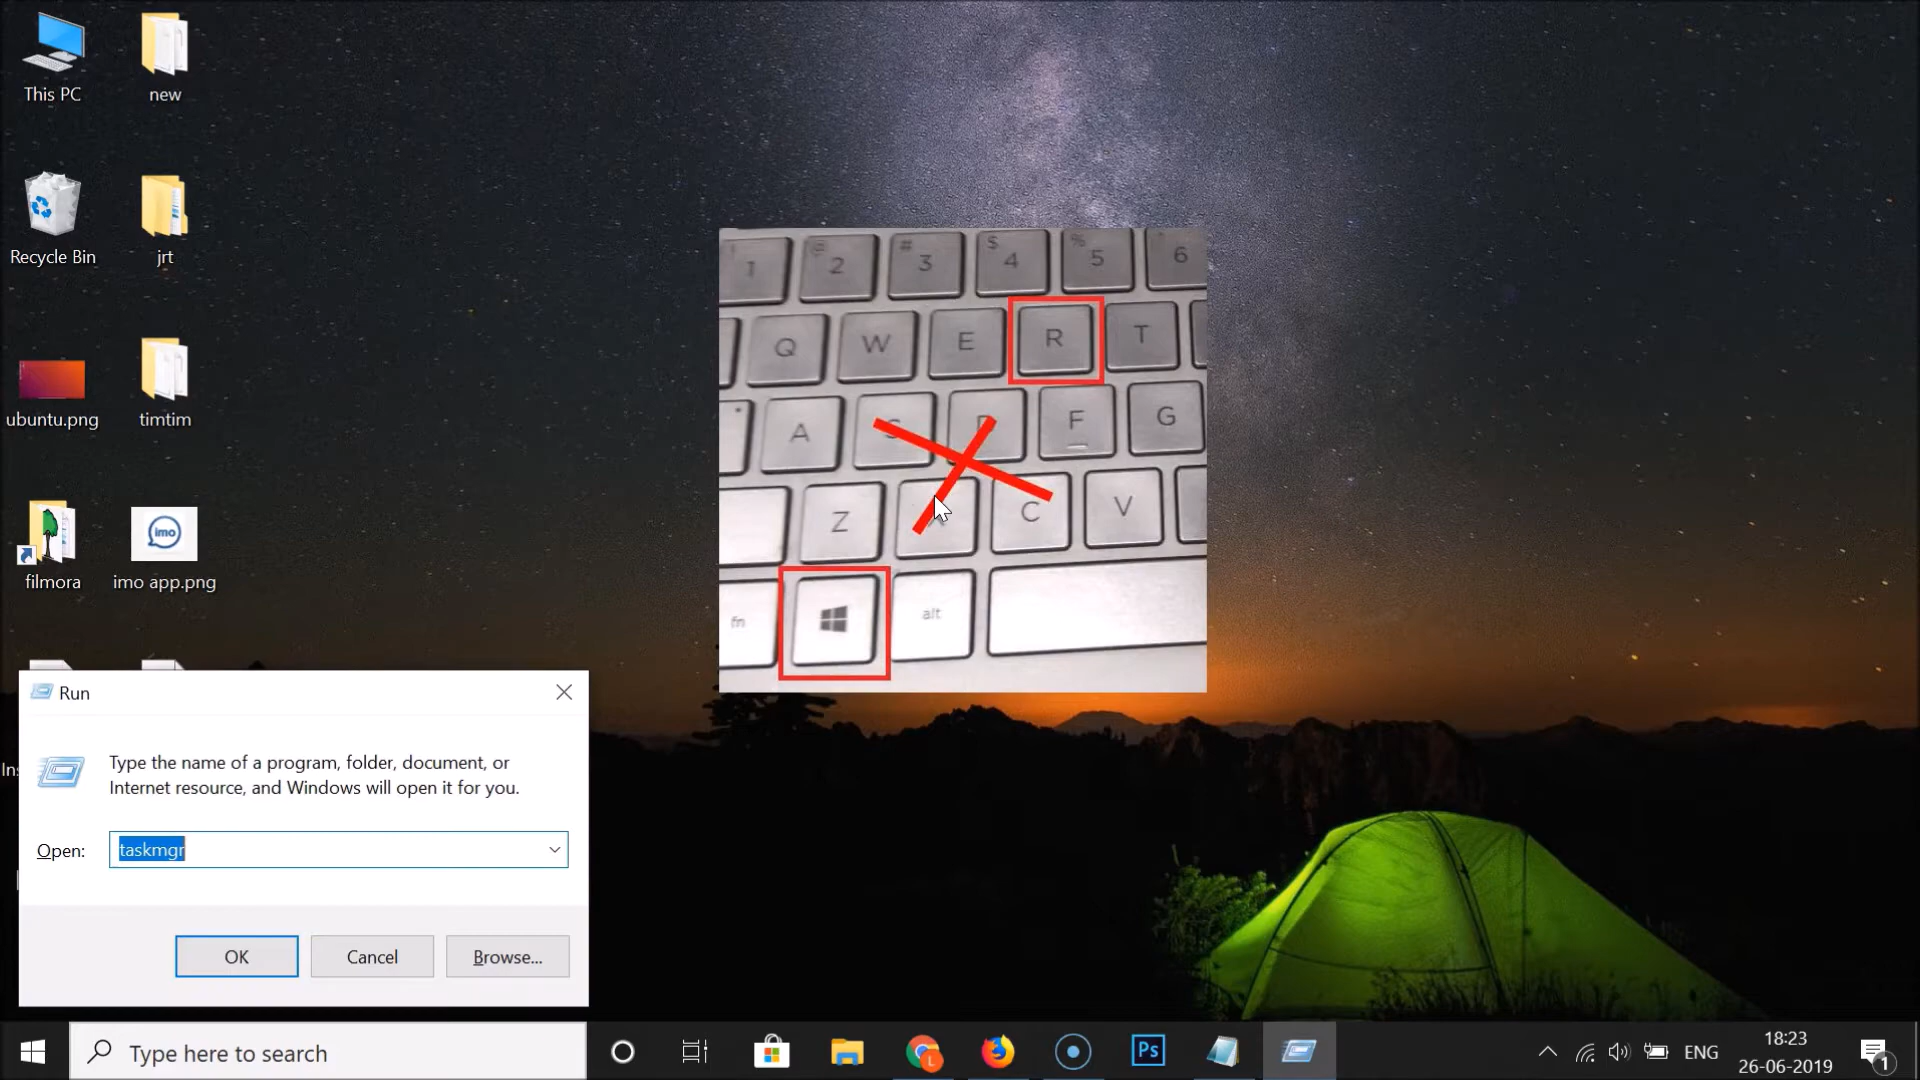 This PC
new
Recycle Bin
jrt
ubuntu.png
timtim
filmora
imo
imo app.png
Run
Type the name of a program, folder, document, or
Internet resource, and Windows will open it for you.
Open:
taskmgr
OK
Cancel
Browse...
1
@ 2
# 3
$ 4
% 5
^ 6
Q
W
E
R
T
A
S
D
F
G
Z
C
V
fn
alt
Type here to search
L
Ps
ENG
18:23
26-06-2019
1